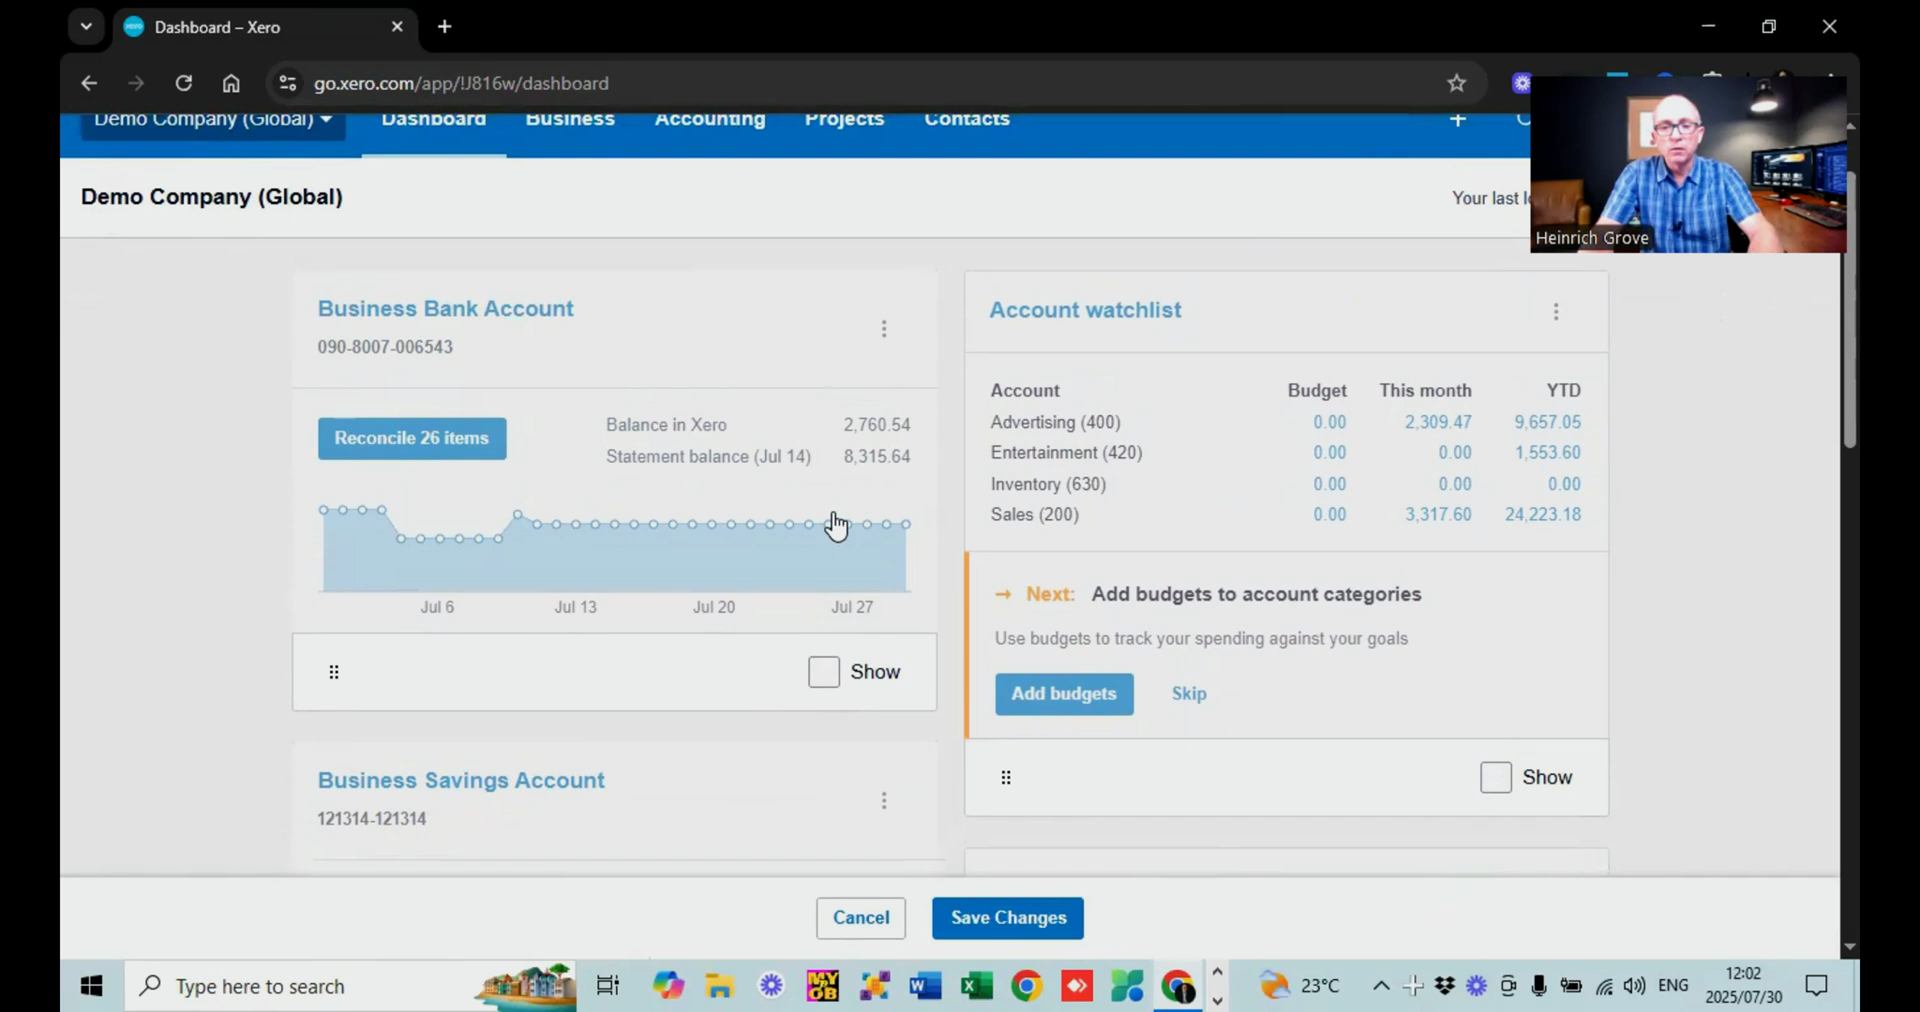 Dashboard – Xero
go.xero.com/app/!J816w/dashboard
Demo Company (Global)
Dashboard
Business
Accounting
Projects
Contacts
Demo Company (Global)
Your last
Heinrich Grove
Business Bank Account
090-8007-006543
Reconcile 26 items
Balance in Xero 2,760.54
Statement balance (Jul 14) 8,315.64
Jul 6 Jul 13 Jul 20 Jul 27
Show
Business Savings Account
121314-121314
Account watchlist
Account Budget This month YTD
Advertising (400) 0.00 2,309.47 9,657.05
Entertainment (420) 0.00 0.00 1,553.60
Inventory (630) 0.00 0.00 0.00
Sales (200) 0.00 3,317.60 24,223.18
Next: Add budgets to account categories
Use budgets to track your spending against your goals
Add budgets Skip
Show
Cancel Save Changes
Type here to search
MYOB
23°C
ENG
12:02
2025/07/30